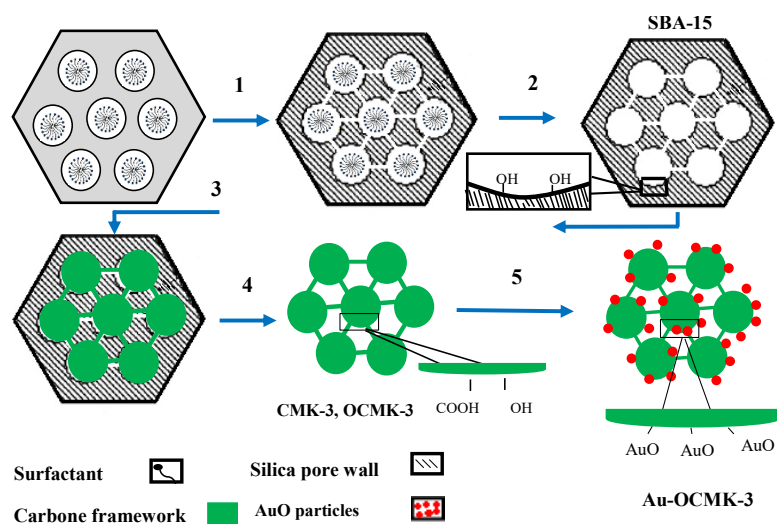 SBA-15
1
2
OH OH
3
4
5
COOH OH
CMK-3, OCMK-3
AuO AuO AuO
Surfactant
Silica pore wall
Carbone framework
AuO particles
Au-OCMK-3